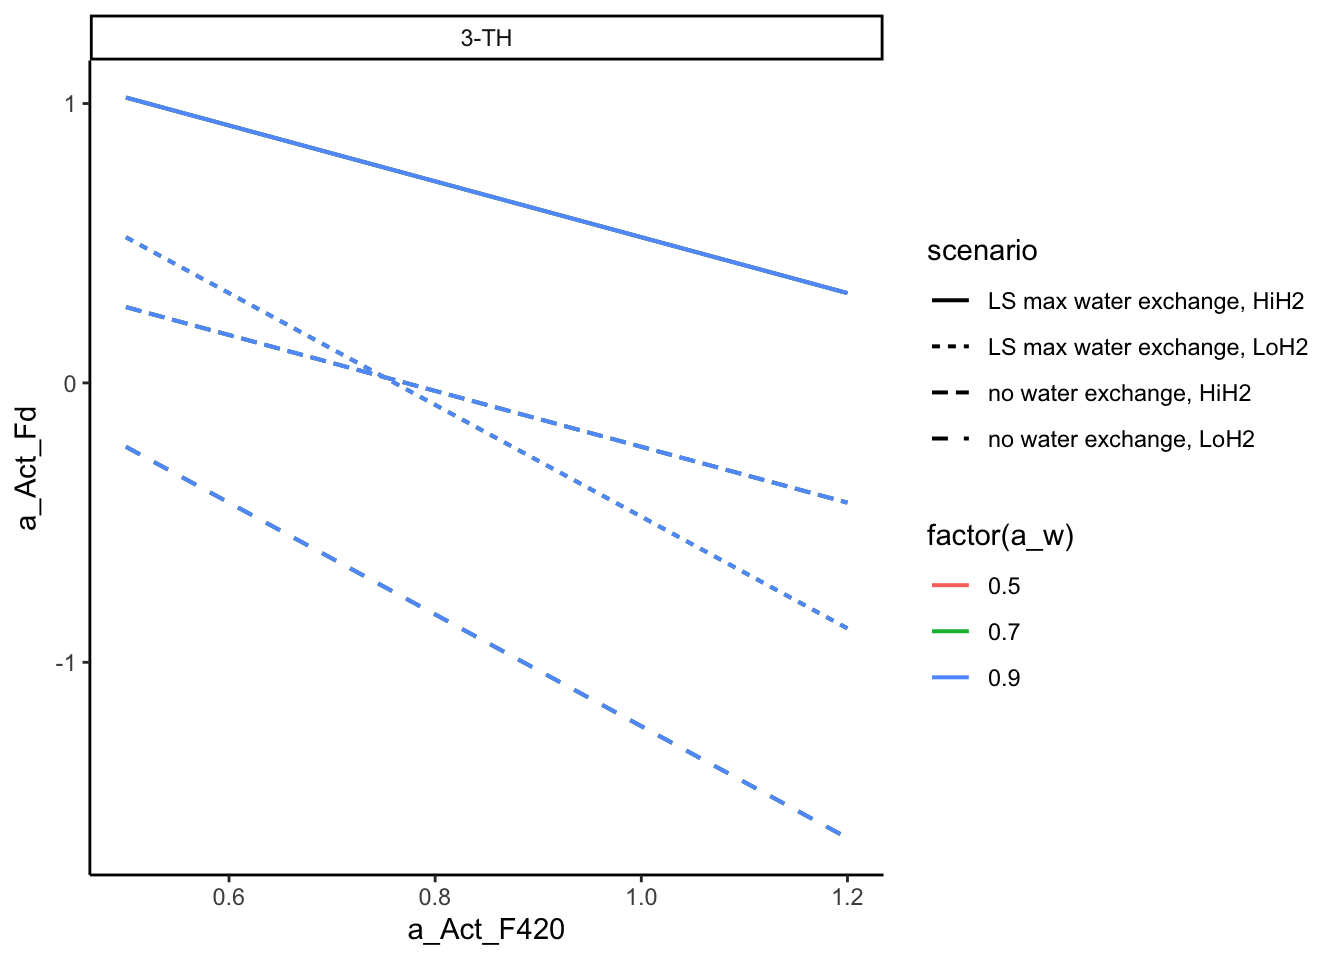 3-TH
1
0
-1
a_Act_Fd
0.6
0.8
1.0
1.2
a_Act_F420
scenario
LS max water exchange, HiH2
LS max water exchange, LoH2
no water exchange, HiH2
no water exchange, LoH2
factor(a_w)
0.5
0.7
0.9